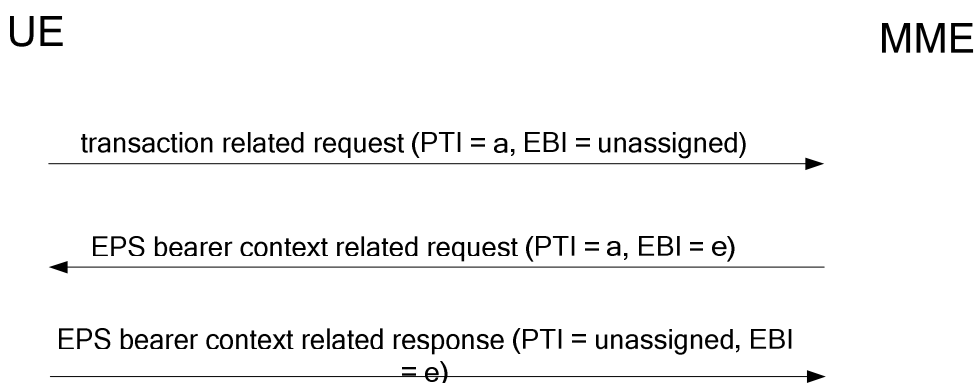 UE
MME
transaction related request (PTI = a, EBI = unassigned)
EPS bearer context related request (PTI = a, EBI = e)
EPS bearer context related response (PTI = unassigned, EBI
= e)